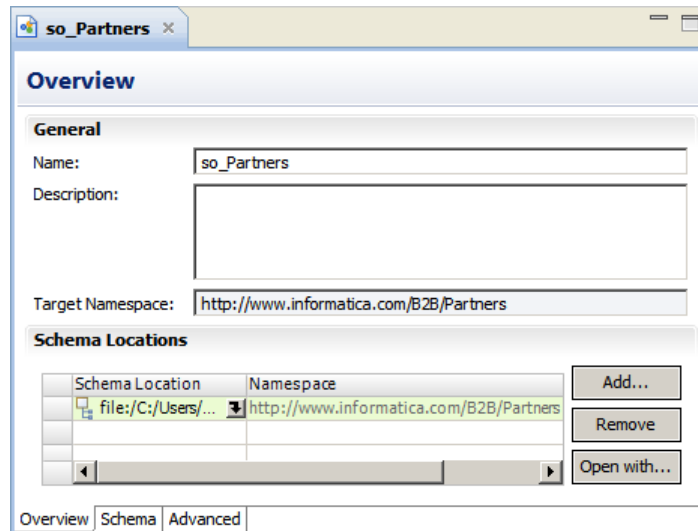 so_Partners
Overview
General
Name: so_Partners
Description:
Target Namespace: http://www.informatica.com/B2B/Partners
Schema Locations
Schema Location Namespace
file:/C:/Users/... http://www.informatica.com/B2B/Partners
Add...
Remove
Open with...
Overview Schema Advanced